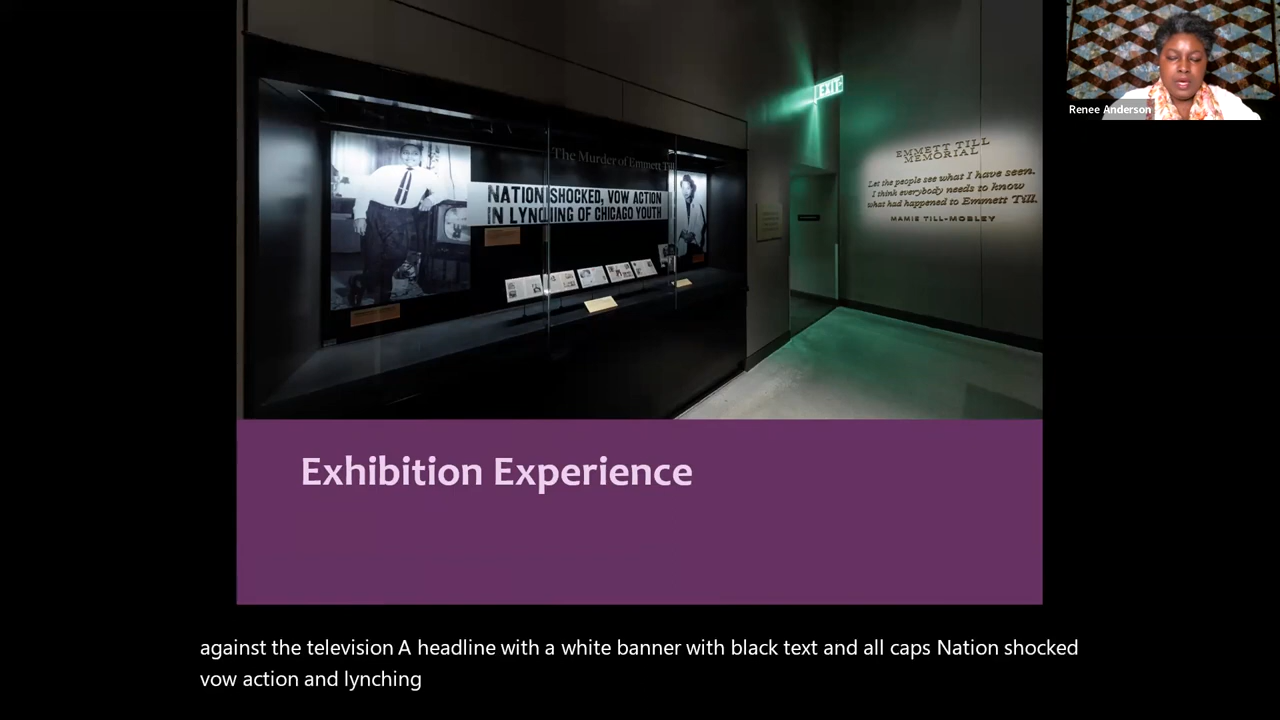 Renee Anderson
EXIT
The Murder of Emmett Till
NATION SHOCKED, VOW ACTION
IN LYNCHING OF CHICAGO YOUTH
EMMETT TILL
MEMORIAL
Let the people see what I have seen.
I think everybody needs to know
what had happened to Emmett Till.
MAMIE TILL-MOBLEY
Exhibition Experience
against the television A headline with a white banner with black text and all caps Nation shocked
vow action and lynching